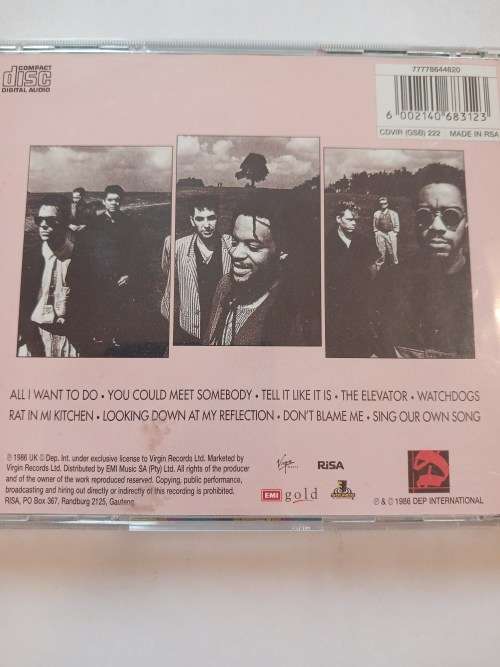 COMPACT
disc
DIGITAL AUDIO
77778644620
6 002140 683123
CDVIR (GSB) 222 MADE IN RSA
ALL I WANT TO DO • YOU COULD MEET SOMEBODY • TELL IT LIKE IT IS • THE ELEVATOR • WATCHDOGS
RAT IN MI KITCHEN • LOOKING DOWN AT MY REFLECTION • DON'T BLAME ME • SING OUR OWN SONG
℗ 1986 UK © Dep. Int. under exclusive license to Virgin Records Ltd. Marketed by
Virgin Records Ltd. Distributed by EMI Music SA (Pty) Ltd. All rights of the producer
and of the owner of the work reproduced reserved. Copying, public performance,
broadcasting and hiring out directly or indirectly of this recording is prohibited.
RISA, PO Box 367, Randburg 2125, Gauteng.
Virgin
RiSA
EMI gold
℗ & © 1986 DEP INTERNATIONAL